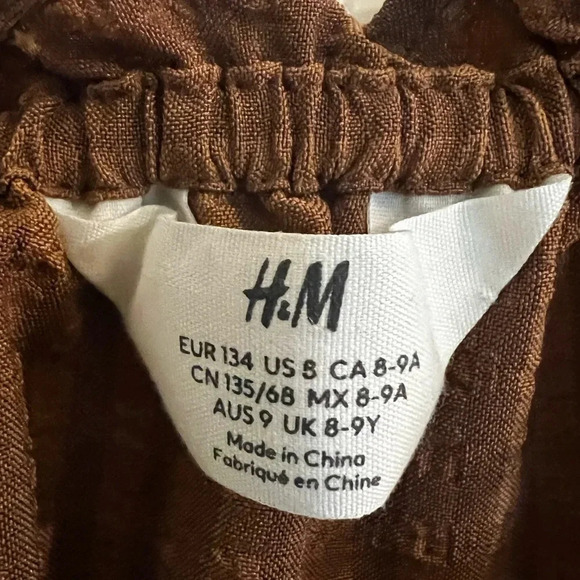 H&M
EUR 134 US 8 CA 8-9A
CN 135/68 MX 8-9A
AUS 9 UK 8-9Y
Made in China
Fabriqué en Chine